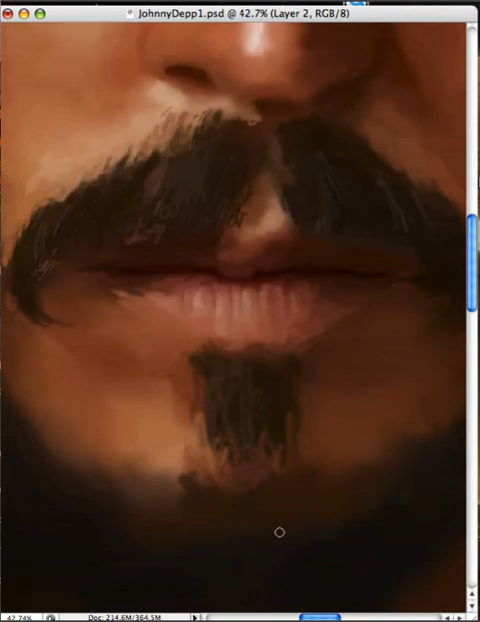 JohnnyDepp1.psd @ 42.7% (Layer 2, RGB/8)
42.74%
Doc: 214.6M/364.5M